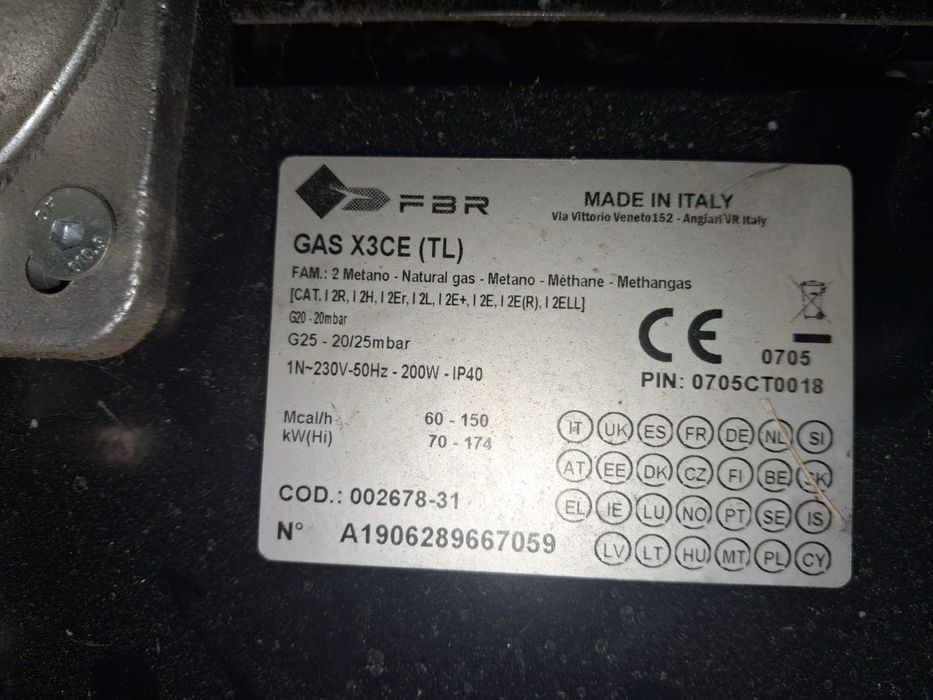 FBR
MADE IN ITALY
Via Vittorio Veneto 152 - Angiari VR Italy
GAS X3CE (TL)
FAM.: 2 Metano - Natural gas - Metano - Méthane - Methangas
[CAT. I 2R, I 2H, I 2Er, I 2L, I 2E+, I 2E, I 2E(R), I 2ELL]
G20 - 20mbar
G25 - 20/25mbar
1N~230V-50Hz - 200W - IP40
CE
0705
PIN: 0705CT0018
Mcal/h 60 - 150
kW(Hi) 70 - 174
IT UK ES FR DE NL SI
AT EE DK CZ FI BE SK
EL IE LU NO PT SE IS
LV LT HU MT PL CY
COD.: 002678-31
N° A1906289667059